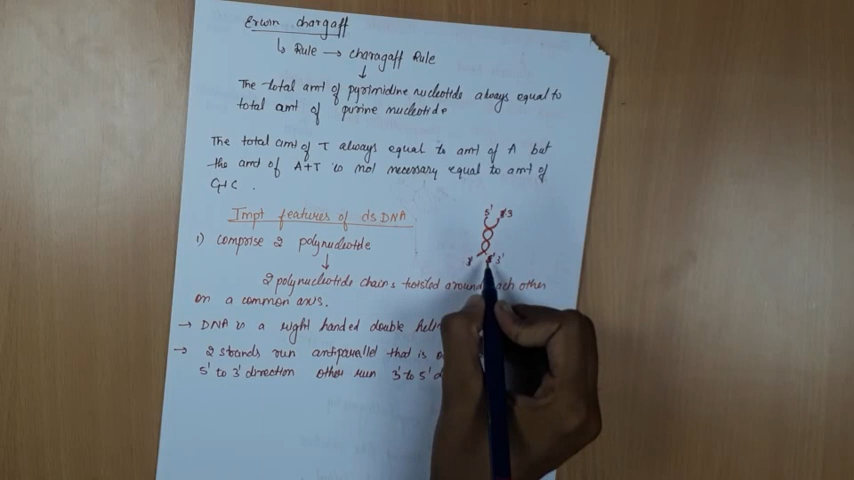 Erwin chargaff
↳ Rule → charagaff Rule
↓
The total amt of pyrimidine nucleotide always equal to
total amt of purine nucleotide
The total amt of T always equal to amt of A but
the amt of A+T is not necessary equal to amt of
G+C.
Impt features of dsDNA
5' 3
1) comprise 2 polynucleotide
3'
↓
2 polynucleotide chains twisted around each other
on a common axis.
→ DNA is a right handed double heli
→ 2 strands run antiparallel that is
5' to 3' direction other run 3' to 5' d